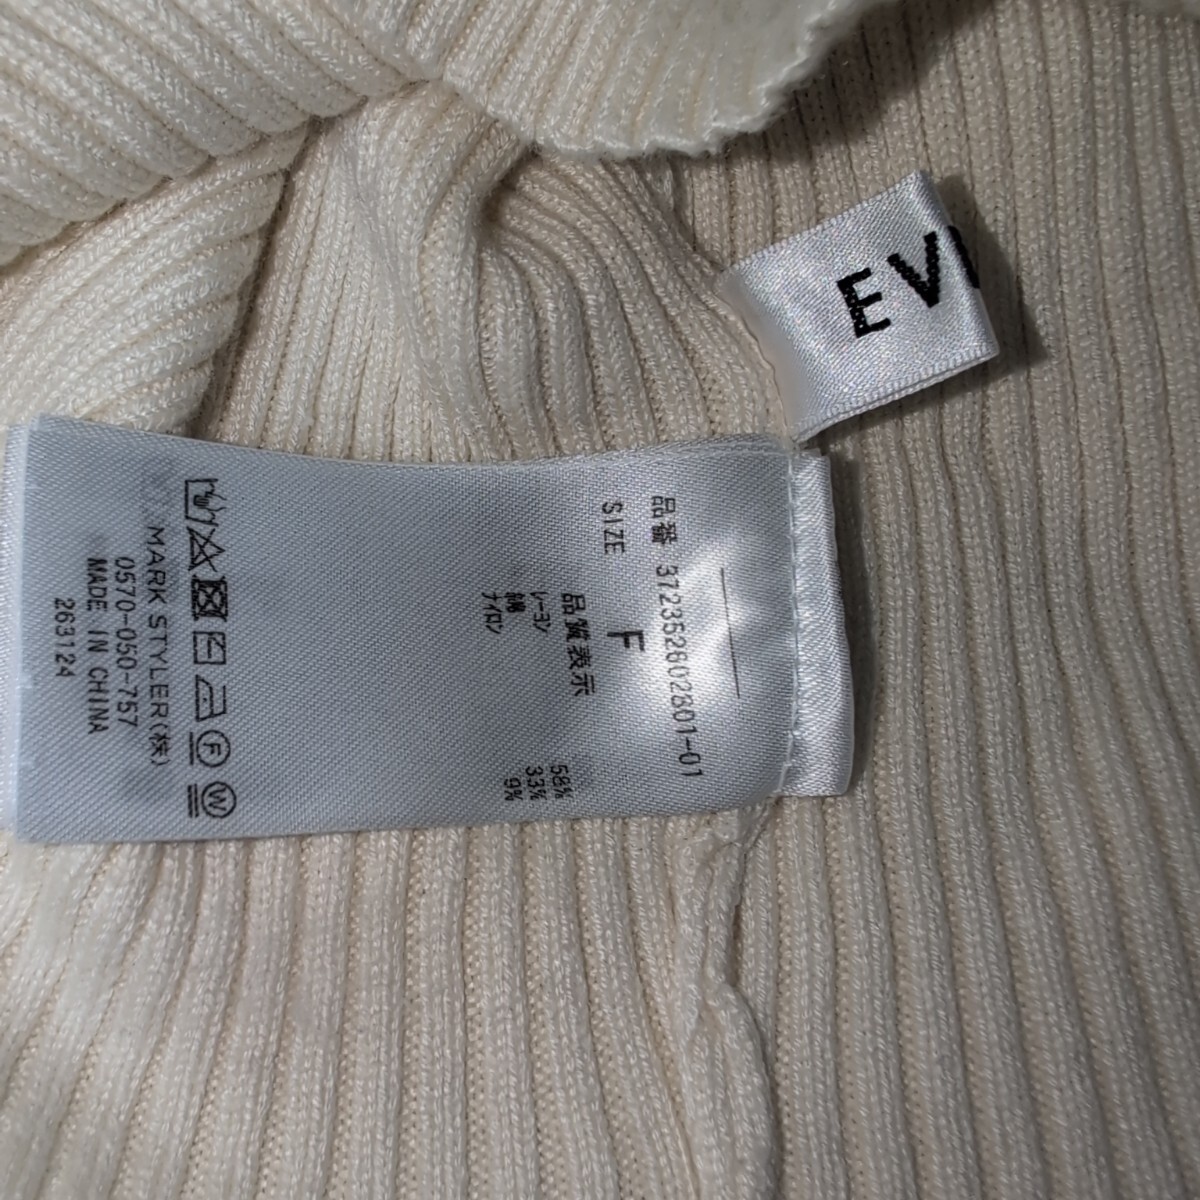 EV
品番 372352602801-01
SIZE F
品質表示
レーヨン 58%
綿 33%
ナイロン 9%
F W
MARK STYLER(株)
0570-050-757
MADE IN CHINA
263124